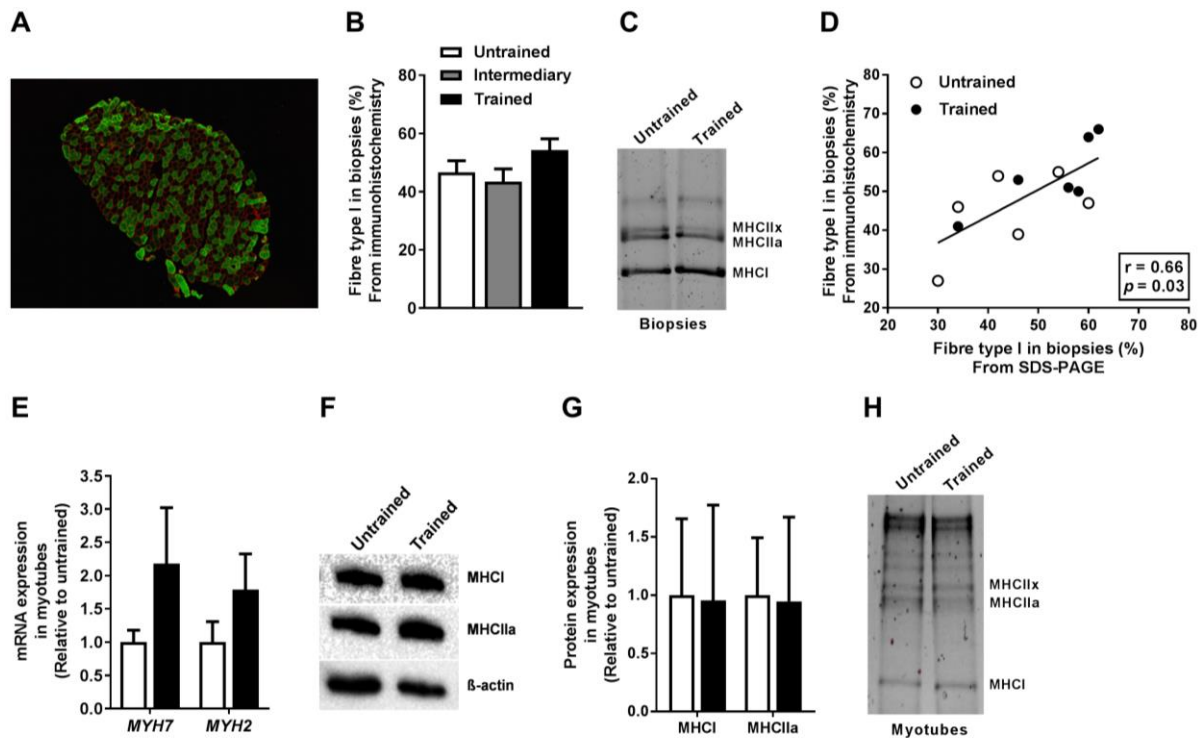 A
B
Untrained
Intermediary
Trained
80
60
40
20
0
Fibre type I in biopsies (%)
From immunohistochemistry
C
Untrained
Trained
MHCIIx
MHCIIa
MHCI
Biopsies
D
Untrained
Trained
80
70
60
50
40
30
20
Fibre type I in biopsies (%)
From immunohistochemistry
r = 0.66
p = 0.03
20 30 40 50 60 70 80
Fibre type I in biopsies (%)
From SDS-PAGE
E
3.5
3.0
2.5
2.0
1.5
1.0
0.5
0.0
mRNA expression
in myotubes
(Relative to untrained)
MYH7 MYH2
F
Untrained
Trained
MHCI
MHCIIa
ß-actin
G
2.0
1.5
1.0
0.5
0.0
Protein expression
in myotubes
(Relative to untrained)
MHCI MHCIIa
H
Untrained
Trained
MHCIIx
MHCIIa
MHCI
Myotubes